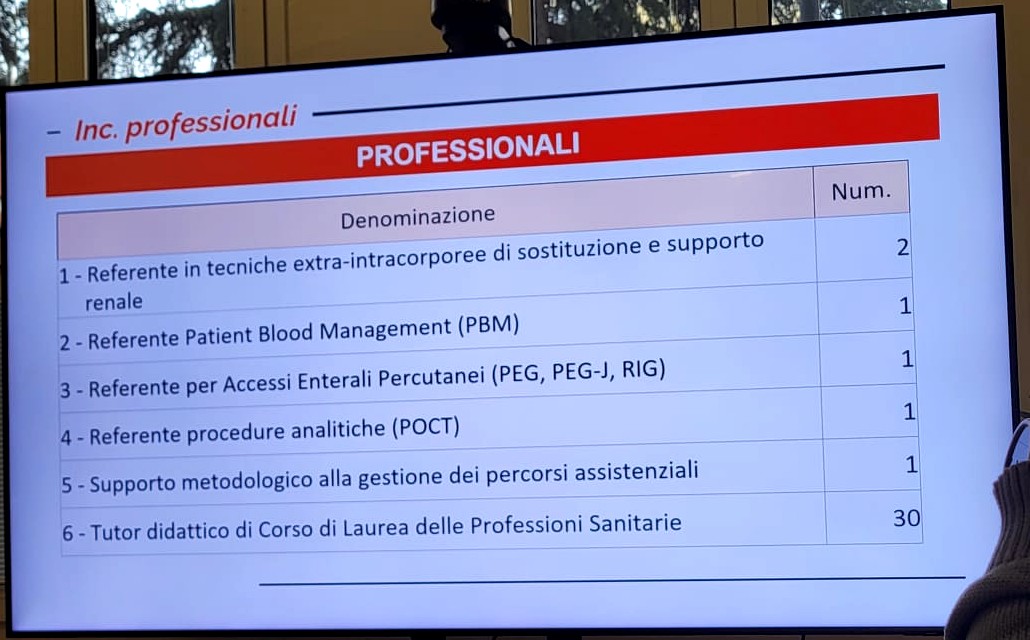 – Inc. professionali
PROFESSIONALI
Denominazione Num.
1 - Referente in tecniche extra-intracorporee di sostituzione e supporto 2
renale
2 - Referente Patient Blood Management (PBM) 1
3 - Referente per Accessi Enterali Percutanei (PEG, PEG-J, RIG) 1
4 - Referente procedure analitiche (POCT) 1
5 - Supporto metodologico alla gestione dei percorsi assistenziali 1
6 - Tutor didattico di Corso di Laurea delle Professioni Sanitarie 30